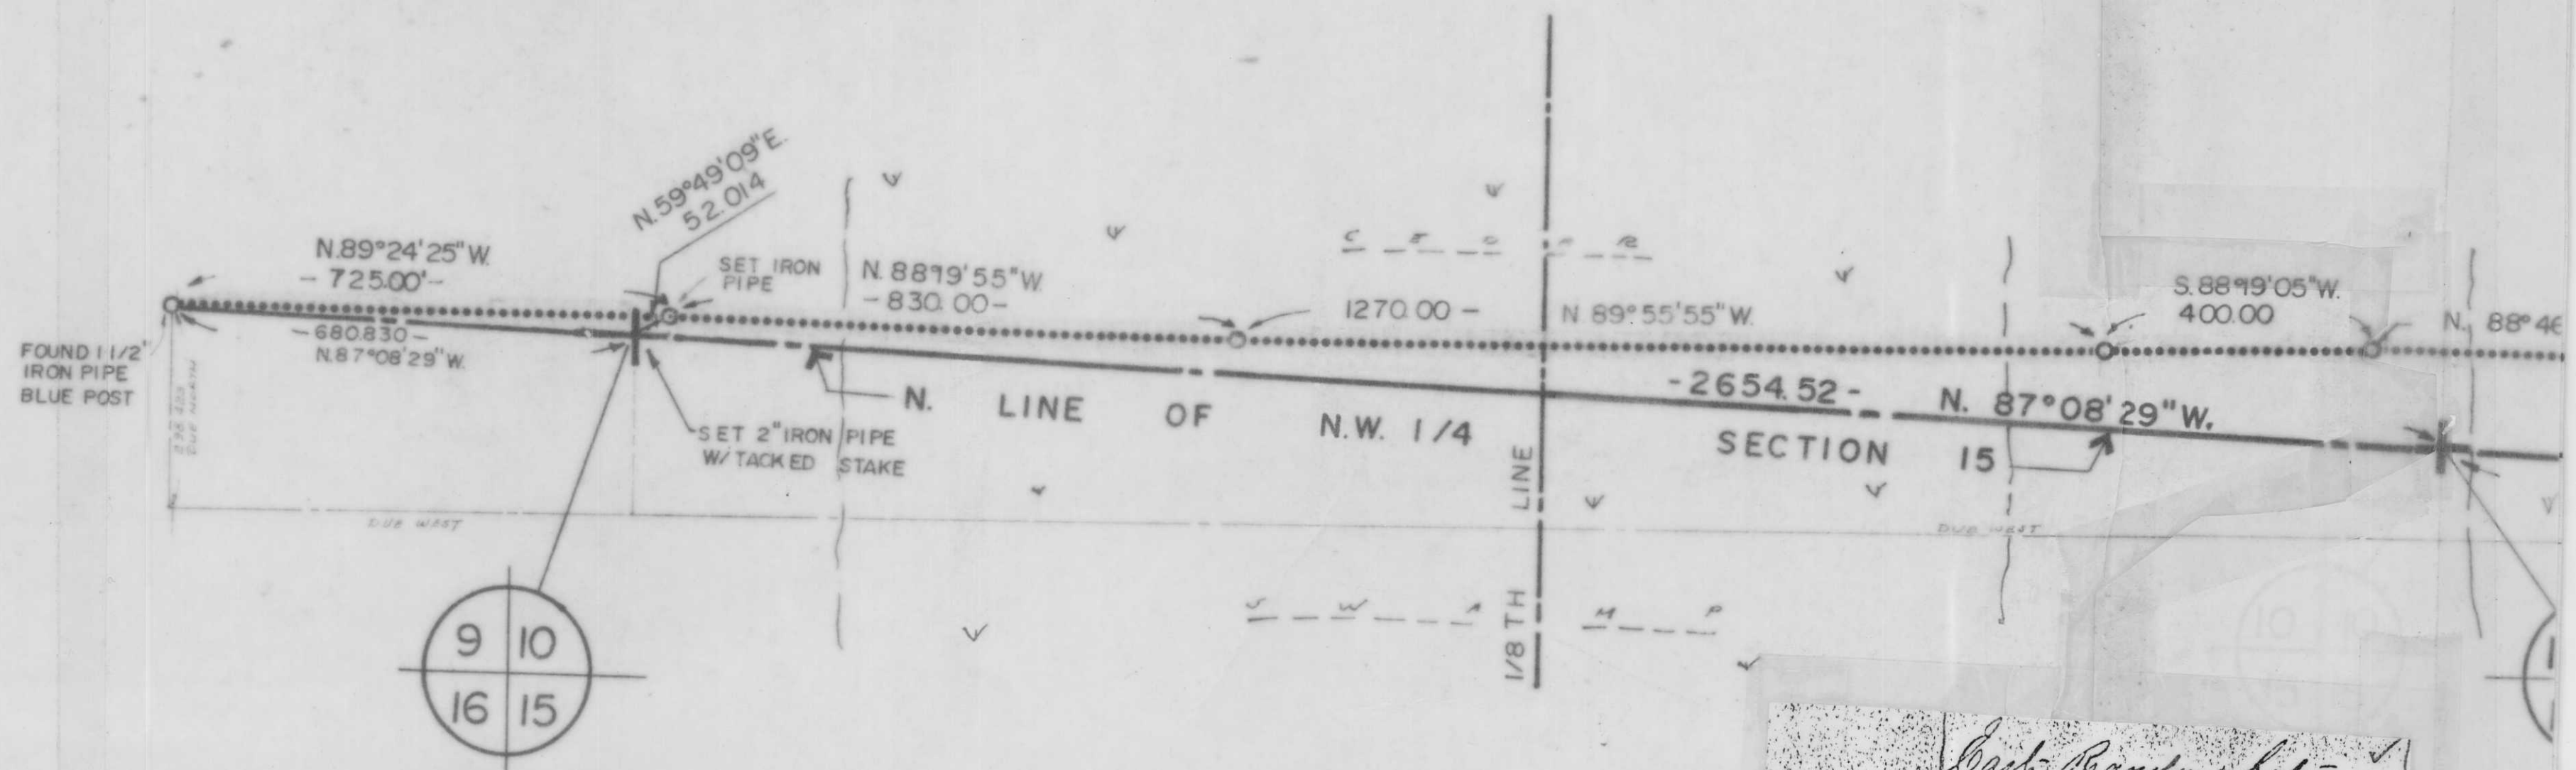 N.59°49'09"E.
52.014
N.89°24'25"W.
- 725.00'-
SET IRON
PIPE
N. 88°19'55"W.
-830.00-
1270.00 -
N 89°55'55"W.
C E D A R
S. 88°19'05"W.
400.00
N. 88°46
-680.830-
N.87°08'29"W.
FOUND 1 1/2"
IRON PIPE
BLUE POST
DUE NORTH
N. LINE OF N.W. 1/4
-2654.52- N. 87°08'29"W.
SECTION 15
SET 2" IRON PIPE
W/TACKED STAKE
1/8 TH LINE
DUE WEST
DUE WEST
S W A M P
9 10
16 15
East